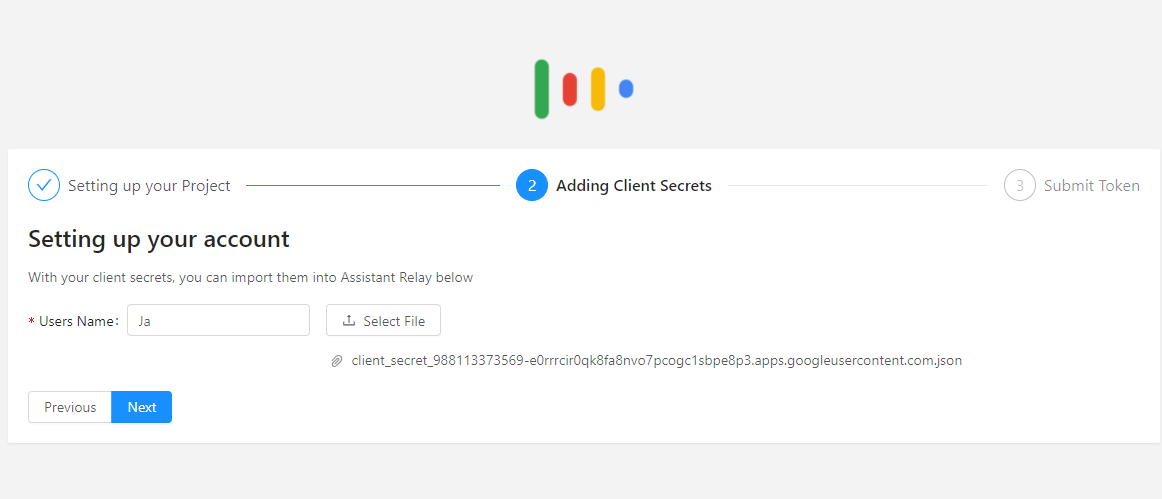 Setting up your Project
2 Adding Client Secrets
3 Submit Token
Setting up your account
With your client secrets, you can import them into Assistant Relay below
* Users Name: Ja Select File
client_secret_988113373569-e0rrrcir0qk8fa8nvo7pcogc1sbpe8p3.apps.googleusercontent.com.json
Previous Next